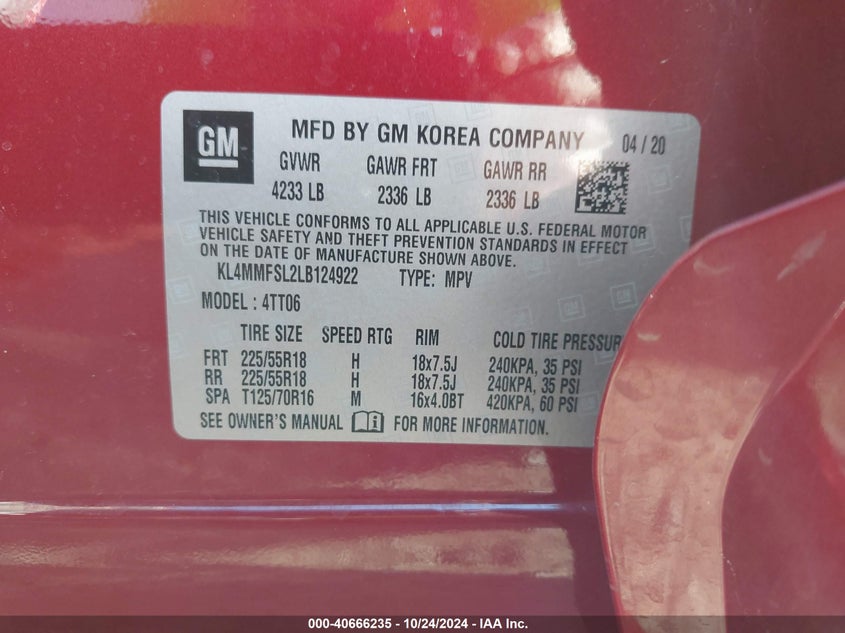 GM
MFD BY GM KOREA COMPANY 04 / 20
GVWR GAWR FRT GAWR RR
4233 LB 2336 LB 2336 LB
THIS VEHICLE CONFORMS TO ALL APPLICABLE U.S. FEDERAL MOTOR
VEHICLE SAFETY AND THEFT PREVENTION STANDARDS IN EFFECT
ON THE DATE OF MANUFACTURE SHOWN ABOVE.
KL4MMFSL2LB124922 TYPE: MPV
MODEL : 4TT06
TIRE SIZE SPEED RTG RIM COLD TIRE PRESSUR
FRT 225/55R18 H 18x7.5J 240KPA, 35 PSI
RR 225/55R18 H 18x7.5J 240KPA, 35 PSI
SPA T125/70R16 M 16x4.0BT 420KPA, 60 PSI
SEE OWNER'S MANUAL FOR MORE INFORMATION.
000-40666235 - 10/24/2024 - IAA Inc.